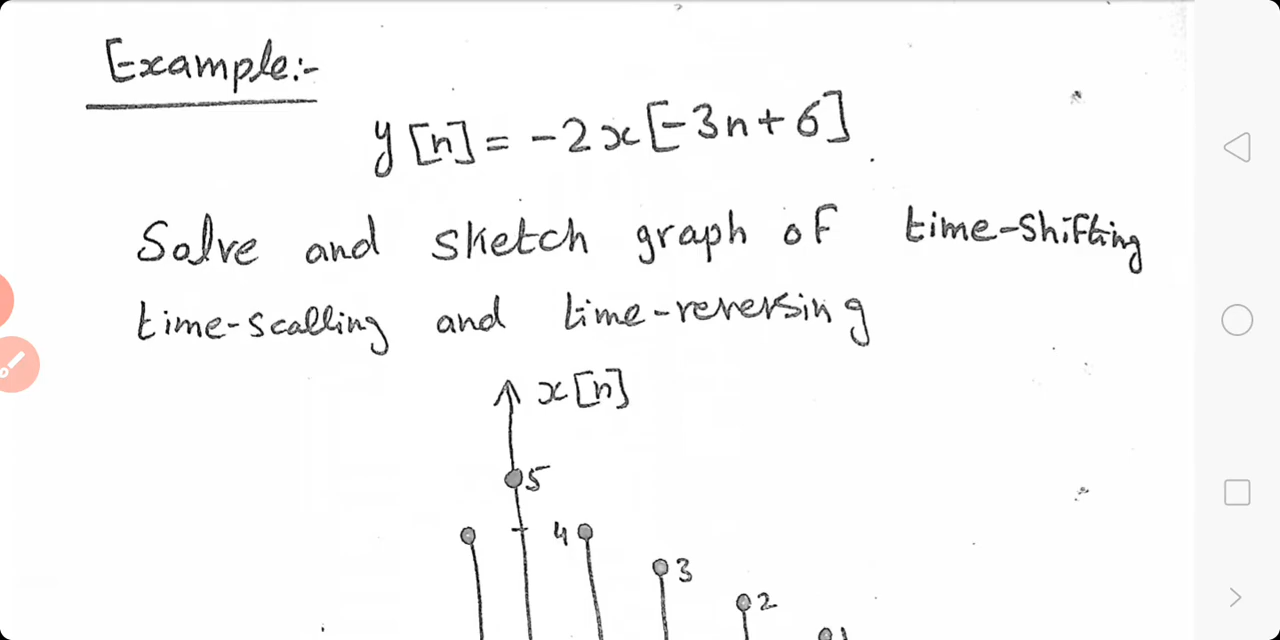 Example:-
y[n] = -2x[-3n+6]
Solve and sketch graph of time-shifting
time-scalling and time-reversing
x[n]
5
4
3
2
1